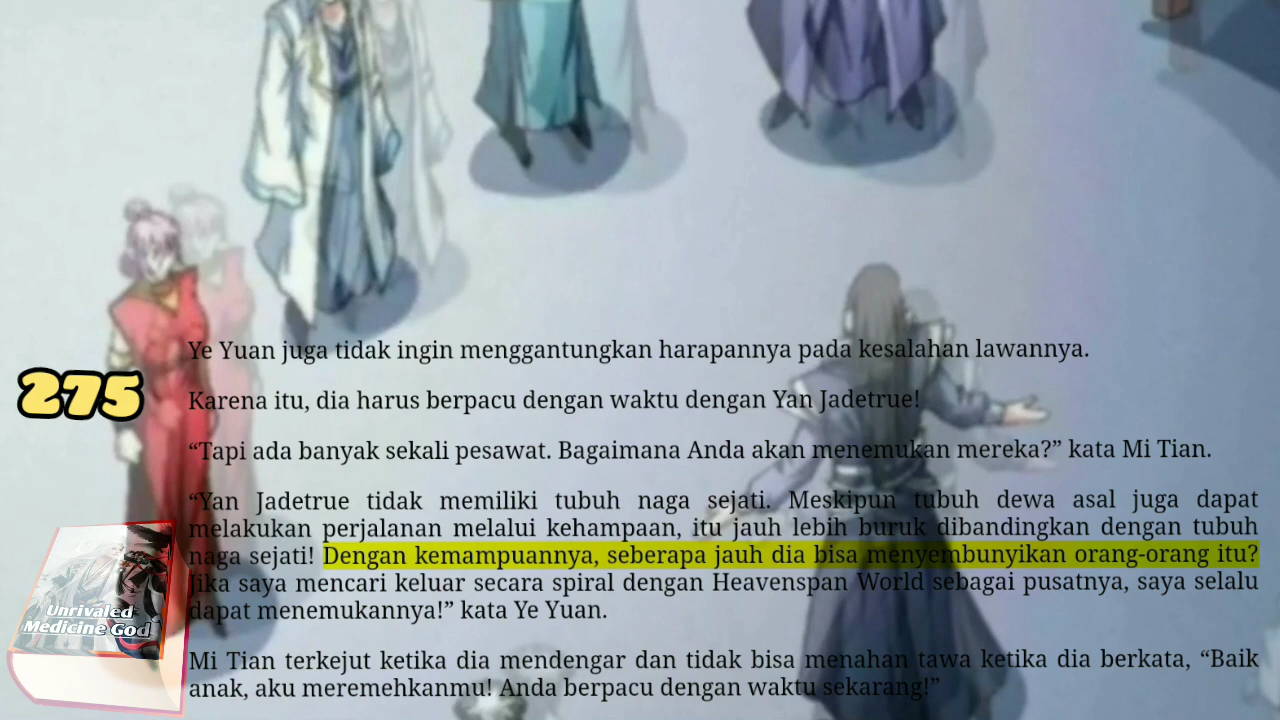 Ye Yuan juga tidak ingin menggantungkan harapannya pada kesalahan lawannya.
Karena itu, dia harus berpacu dengan waktu dengan Yan Jadetrue!
“Tapi ada banyak sekali pesawat. Bagaimana Anda akan menemukan mereka?” kata Mi Tian.
“Yan Jadetrue tidak memiliki tubuh naga sejati. Meskipun tubuh dewa asal juga dapat
melakukan perjalanan melalui kehampaan, itu jauh lebih buruk dibandingkan dengan tubuh
naga sejati! Dengan kemampuannya, seberapa jauh dia bisa menyembunyikan orang-orang itu?
Jika saya mencari keluar secara spiral dengan Heavenspan World sebagai pusatnya, saya selalu
dapat menemukannya!” kata Ye Yuan.
Mi Tian terkejut ketika dia mendengar dan tidak bisa menahan tawa ketika dia berkata, “Baik
anak, aku meremehkanmu! Anda berpacu dengan waktu sekarang!”
275
Unrivaled
Medicine God